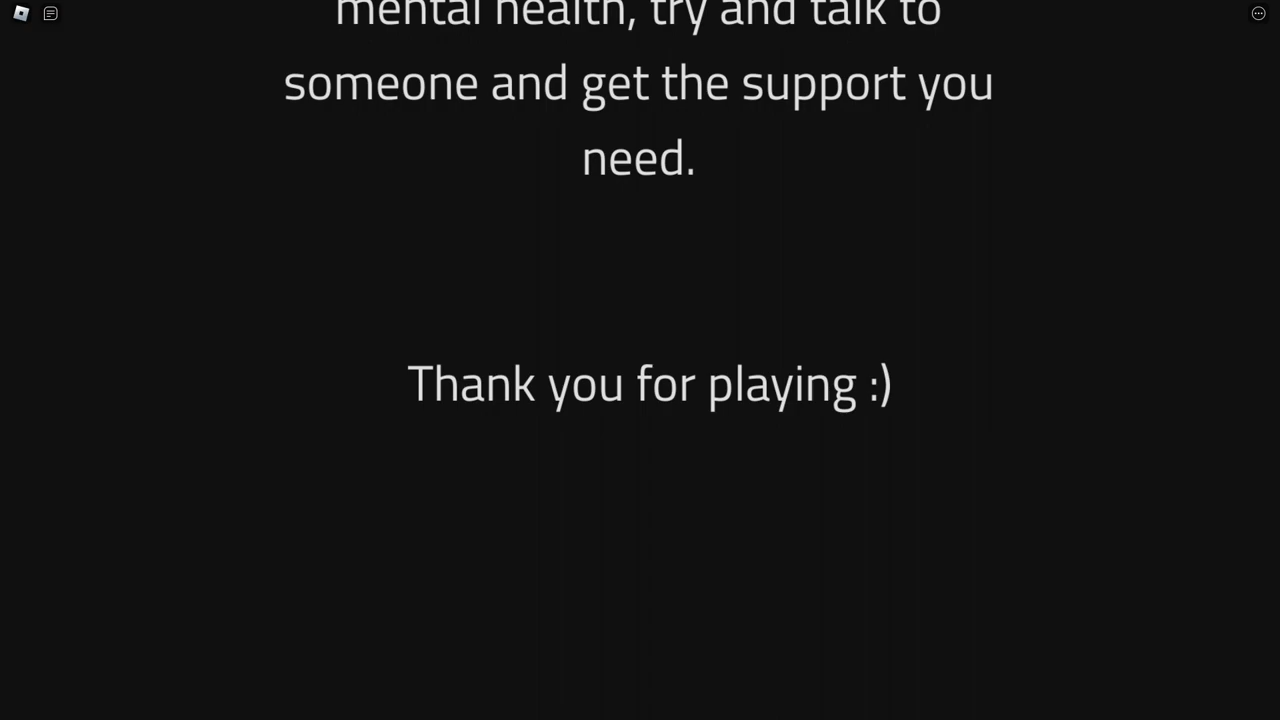 mental health, try and talk to
someone and get the support you
need.
Thank you for playing :)